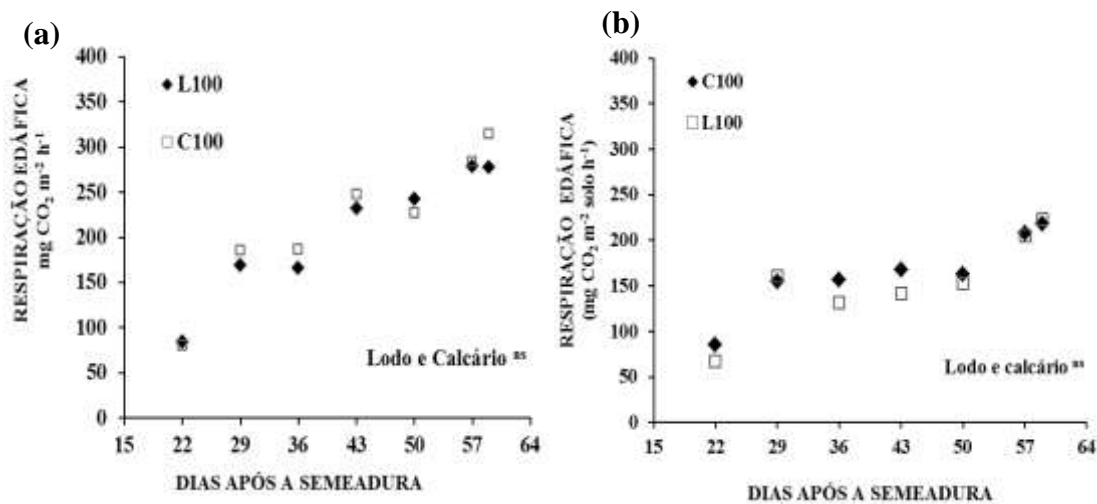 (a)
400
350
300
250
200
150
100
50
0
RESPIRAÇÃO EDÁFICA
mg CO₂ m⁻² h⁻¹
L100
C100
Lodo e Calcário ⁿˢ
15 22 29 36 43 50 57 64
DIAS APÓS A SEMEADURA
(b)
400
350
300
250
200
150
100
50
0
RESPIRAÇÃO EDÁFICA
(mg CO₂ m⁻² solo h⁻¹)
C100
L100
Lodo e calcário ⁿˢ
15 22 29 36 43 50 57 64
DIAS APÓS A SEMEADURA